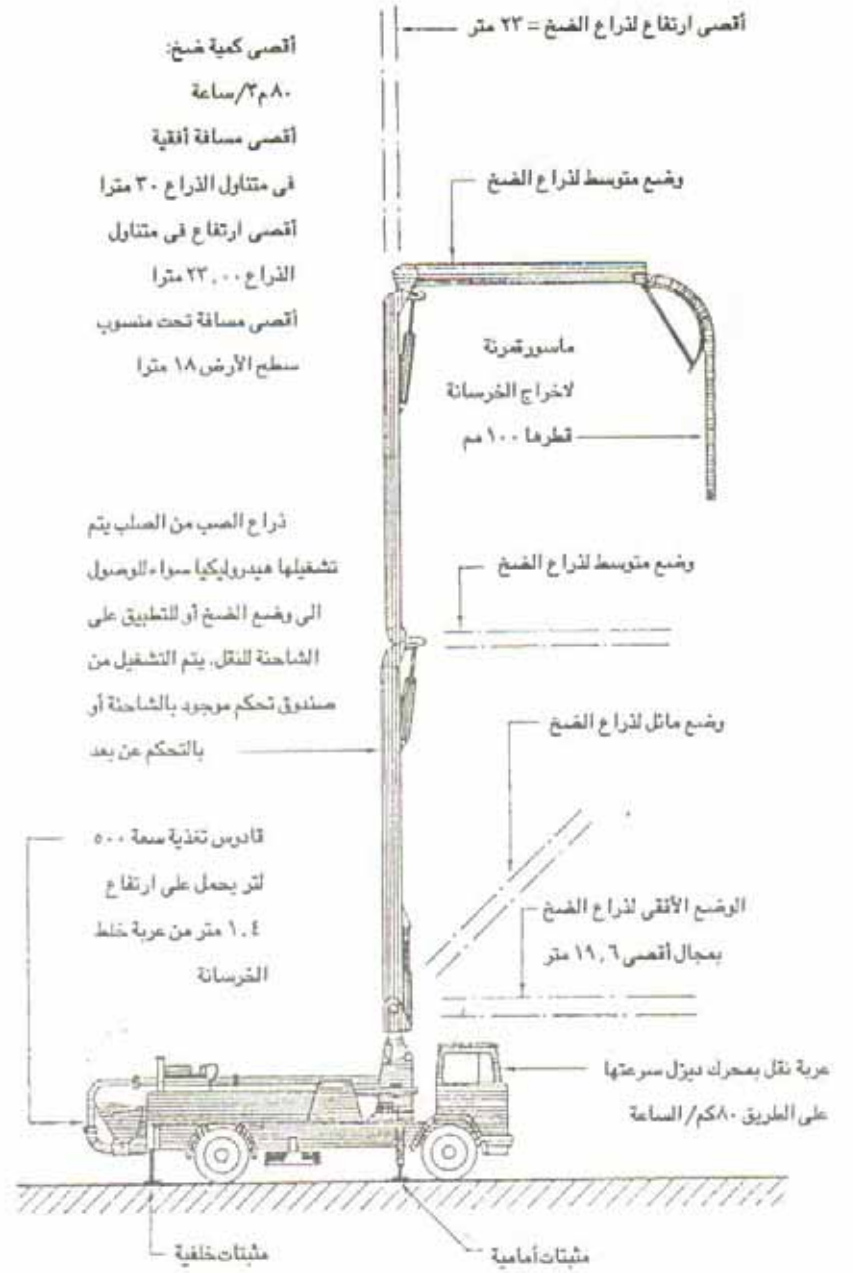 أقصى ارتفاع لذراع الضخ = ٢٣ متر
أقصى كمية ضخ:
٨٠م٣/ساعة
أقصى مسافة أفقية
فى متناول الذراع ٣٠ مترا
أقصى ارتفاع فى متناول
الذراع ٢٣,٠٠ مترا
أقصى مسافة تحت منسوب
سطح الأرض ١٨ مترا
وضع متوسط لذراع الضخ
ماسورة مرنة
لاخراج الخرسانة
قطرها ١٠٠ مم
ذراع الصب من الصلب يتم
تشغيلها هيدروليكيا سواء للوصول
الى وضع الضخ أو للتطبيق على
الشاحنة للنقل. يتم التشغيل من
صندوق تحكم موجود بالشاحنة أو
بالتحكم عن بعد
وضع متوسط لذراع الضخ
وضع مائل لذراع الضخ
قادوس تغذية سعة ٥٠٠
لتر يحمل على ارتفاع
١.٤ متر من عربة خلط
الخرسانة
الوضع الأفقى لذراع الضخ
بمجال أقصى ١٩,٦ متر
عربة نقل بمحرك ديزل سرعتها
على الطريق ٨٠كم/ الساعة
مثبتات خلفية
مثبتات أمامية